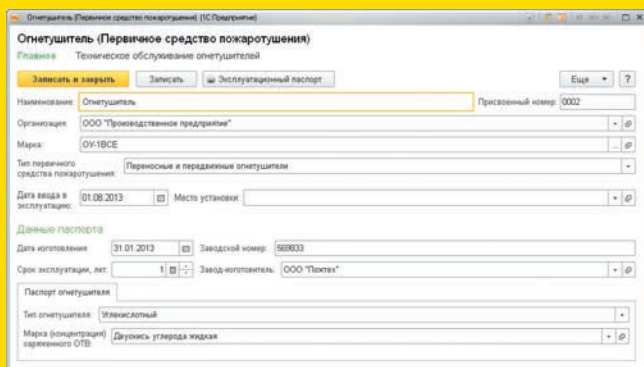 Огнетушитель (Первичное средство пожаротушения) (1С:Предприятие)
Огнетушитель (Первичное средство пожаротушения)
Главное Техническое обслуживание огнетушителей
Записать и закрыть Записать Эксплуатационный паспорт Еще ?
Наименование: Огнетушитель Присвоенный номер: 0002
Организация: ООО "Производственное предприятие"
Марка: ОУ-1ВСЕ
Тип первичного
средства пожаротушения: Переносные и передвижные огнетушители
Дата ввода в
эксплуатацию: 01.08.2013 Место установки:
Данные паспорта
Дата изготовления: 31.01.2013 Заводской номер: 569833
Срок эксплуатации, лет: 1 Завод-изготовитель: ООО "Пожтех"
Паспорт огнетушителя
Тип огнетушителя: Углекислотный
Марка (концентрация)
заряженного ОТВ: Двуокись углерода жидкая